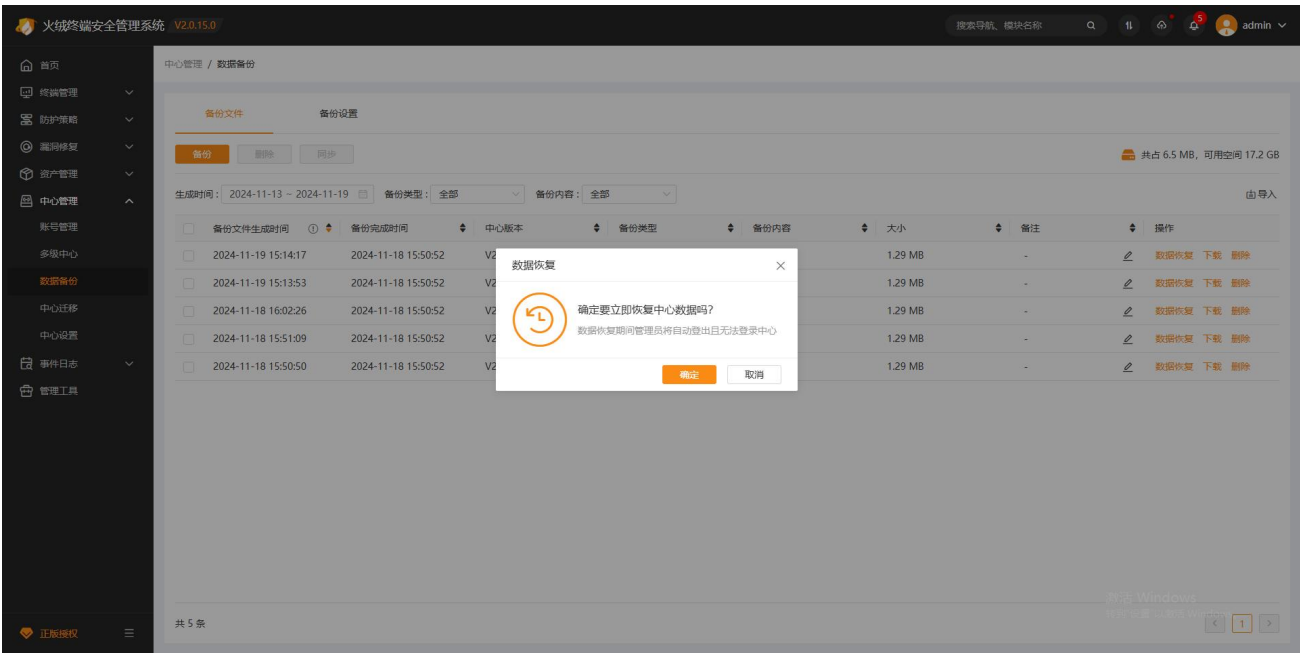 火绒终端安全管理系统 V2.0.15.0
搜索导航、模块名称
5
admin
首页
终端管理
防护策略
漏洞修复
资产管理
中心管理
账号管理
多级中心
数据备份
中心迁移
中心设置
事件日志
管理工具
正版授权
中心管理 / 数据备份
备份文件 备份设置
备份 删除 同步 共占 6.5 MB，可用空间 17.2 GB
生成时间： 2024-11-13 ~ 2024-11-19 备份类型： 全部 备份内容： 全部 导入
备份文件生成时间 备份完成时间 中心版本 备份类型 备份内容 大小 备注 操作
2024-11-19 15:14:17 2024-11-18 15:50:52 V2 1.29 MB - 数据恢复 下载 删除
2024-11-19 15:13:53 2024-11-18 15:50:52 V2 1.29 MB - 数据恢复 下载 删除
2024-11-18 16:02:26 2024-11-18 15:50:52 V2 1.29 MB - 数据恢复 下载 删除
2024-11-18 15:51:09 2024-11-18 15:50:52 V2 1.29 MB - 数据恢复 下载 删除
2024-11-18 15:50:50 2024-11-18 15:50:52 V2 1.29 MB - 数据恢复 下载 删除
数据恢复
确定要立即恢复中心数据吗？
数据恢复期间管理员将自动登出且无法登录中心
确定 取消
激活 Windows
共 5 条 1